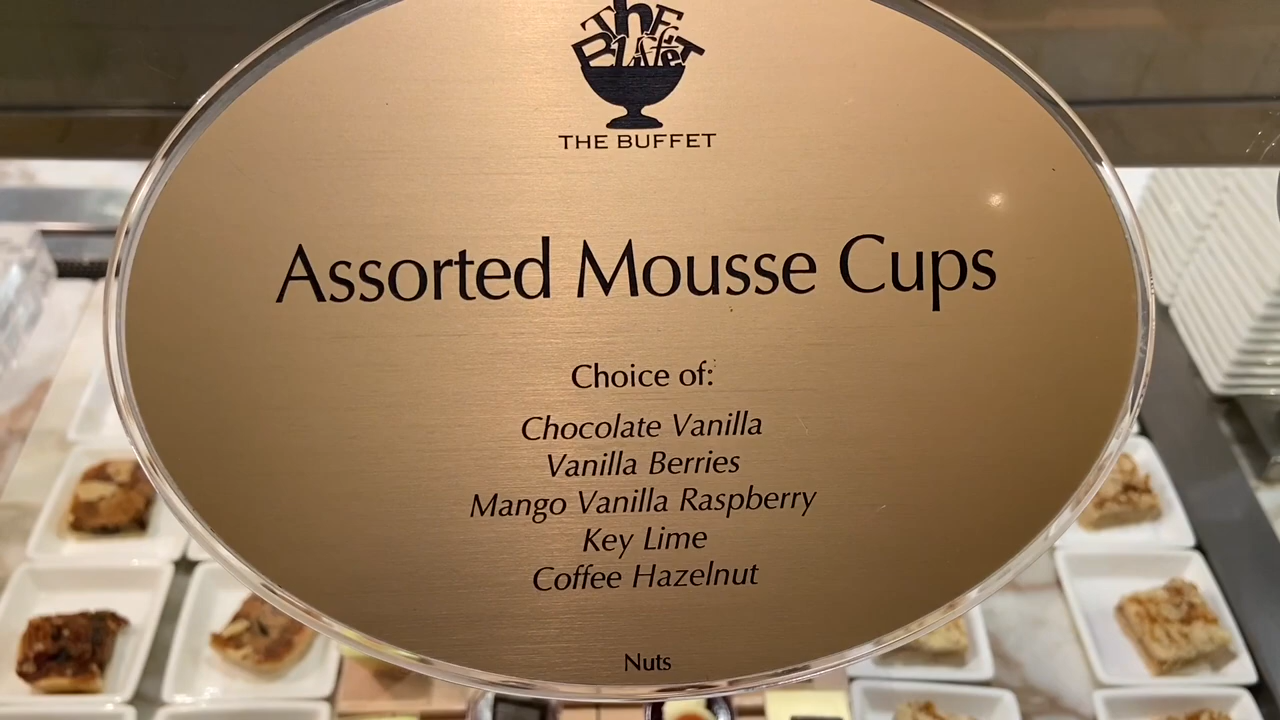 The Buffet
THE BUFFET
Assorted Mousse Cups
Choice of:
Chocolate Vanilla
Vanilla Berries
Mango Vanilla Raspberry
Key Lime
Coffee Hazelnut
Nuts